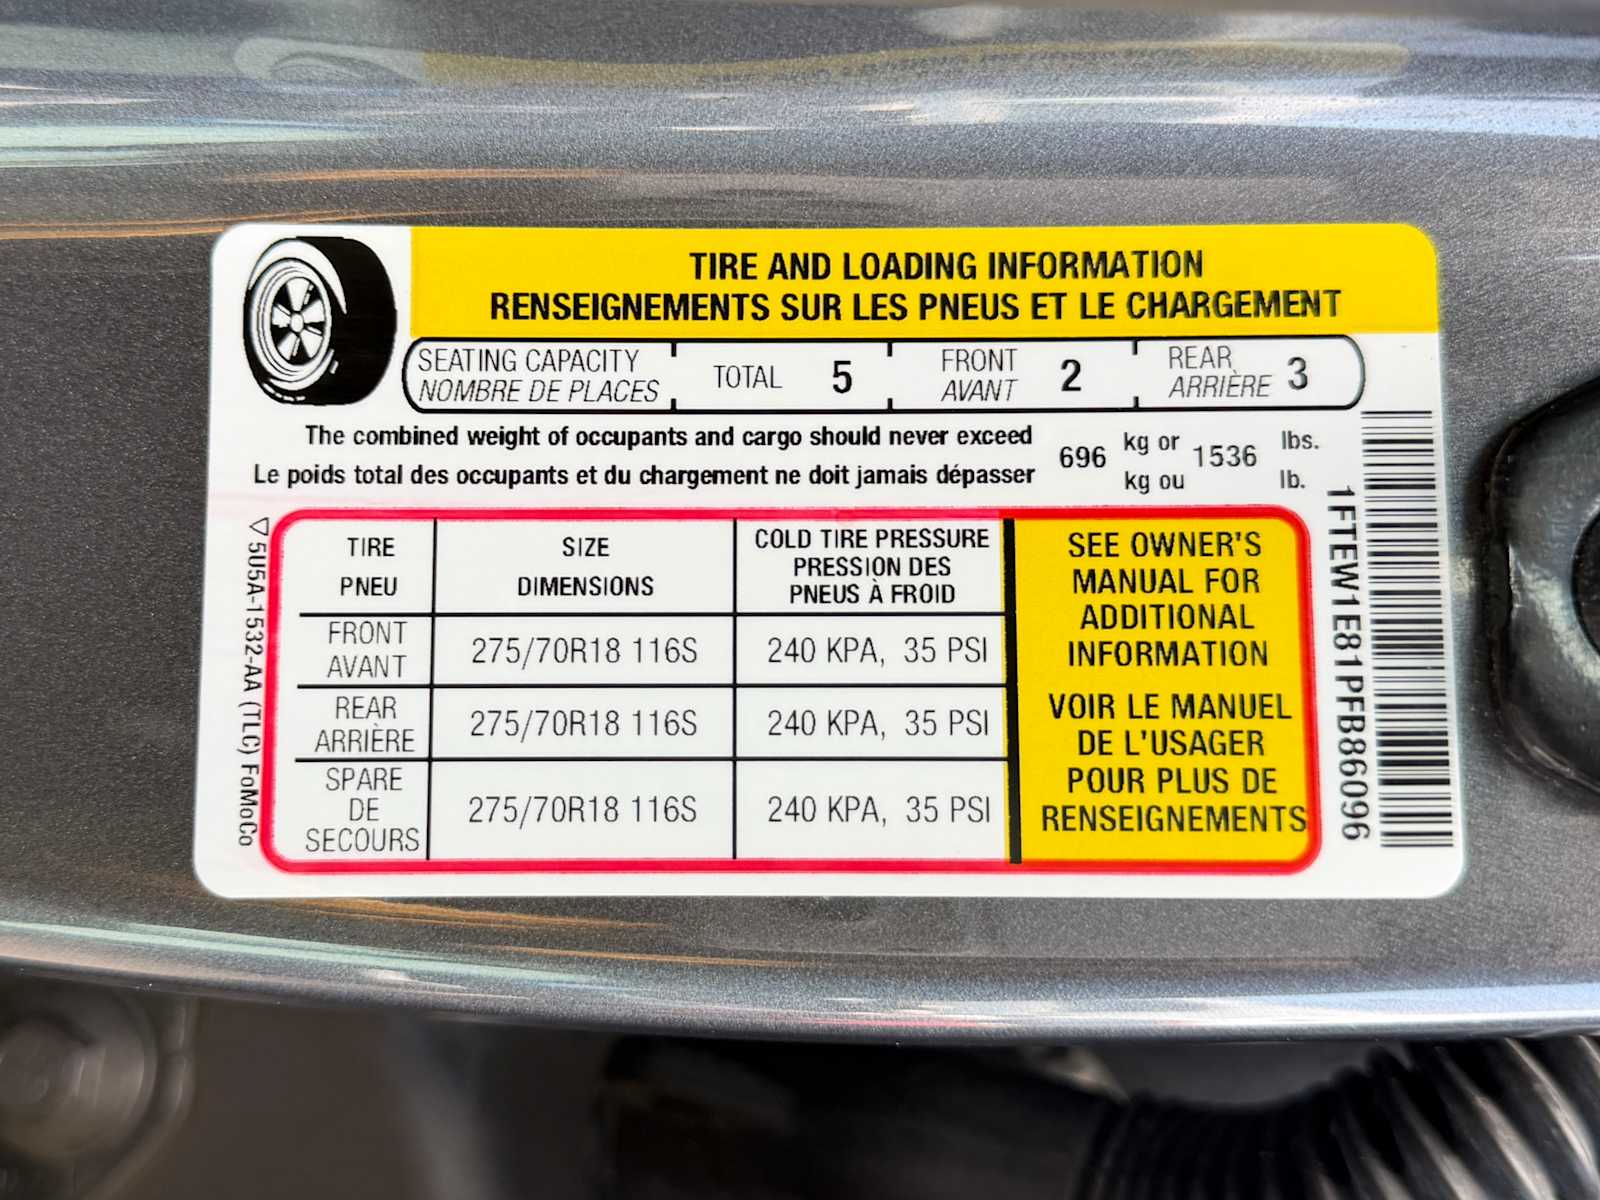 TIRE AND LOADING INFORMATION
RENSEIGNEMENTS SUR LES PNEUS ET LE CHARGEMENT
SEATING CAPACITY
NOMBRE DE PLACES
TOTAL 5
FRONT
AVANT 2
REAR
ARRIÈRE 3
The combined weight of occupants and cargo should never exceed
Le poids total des occupants et du chargement ne doit jamais dépasser
696 kg or 1536 lbs.
kg ou lb.
TIRE
PNEU
SIZE
DIMENSIONS
COLD TIRE PRESSURE
PRESSION DES
PNEUS À FROID
FRONT
AVANT
275/70R18 116S
240 KPA, 35 PSI
REAR
ARRIÈRE
275/70R18 116S
240 KPA, 35 PSI
SPARE
DE
SECOURS
275/70R18 116S
240 KPA, 35 PSI
SEE OWNER'S
MANUAL FOR
ADDITIONAL
INFORMATION
VOIR LE MANUEL
DE L'USAGER
POUR PLUS DE
RENSEIGNEMENTS
5U5A-1532-AA (TLC) FoMoCo
1FTEW1E81PFB86096